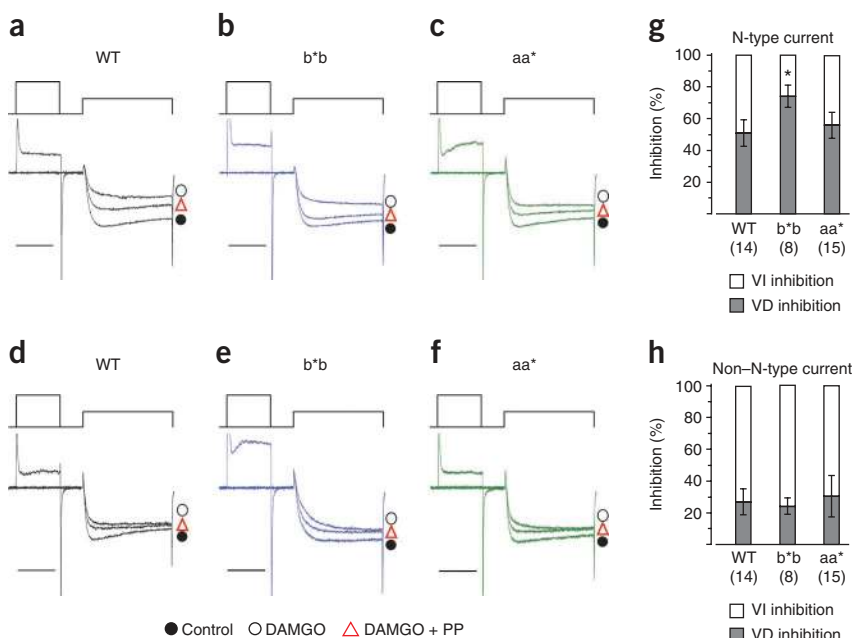 a
WT
b
b*b
c
aa*
d
WT
e
b*b
f
aa*
Control
DAMGO
DAMGO + PP
g
N-type current
Inhibition (%)
100
80
60
40
20
*
WT
b*b
aa*
(14)
(8)
(15)
VI inhibition
VD inhibition
h
Non–N-type current
Inhibition (%)
100
80
60
40
20
WT
b*b
aa*
(14)
(8)
(15)
VI inhibition
VD inhibition